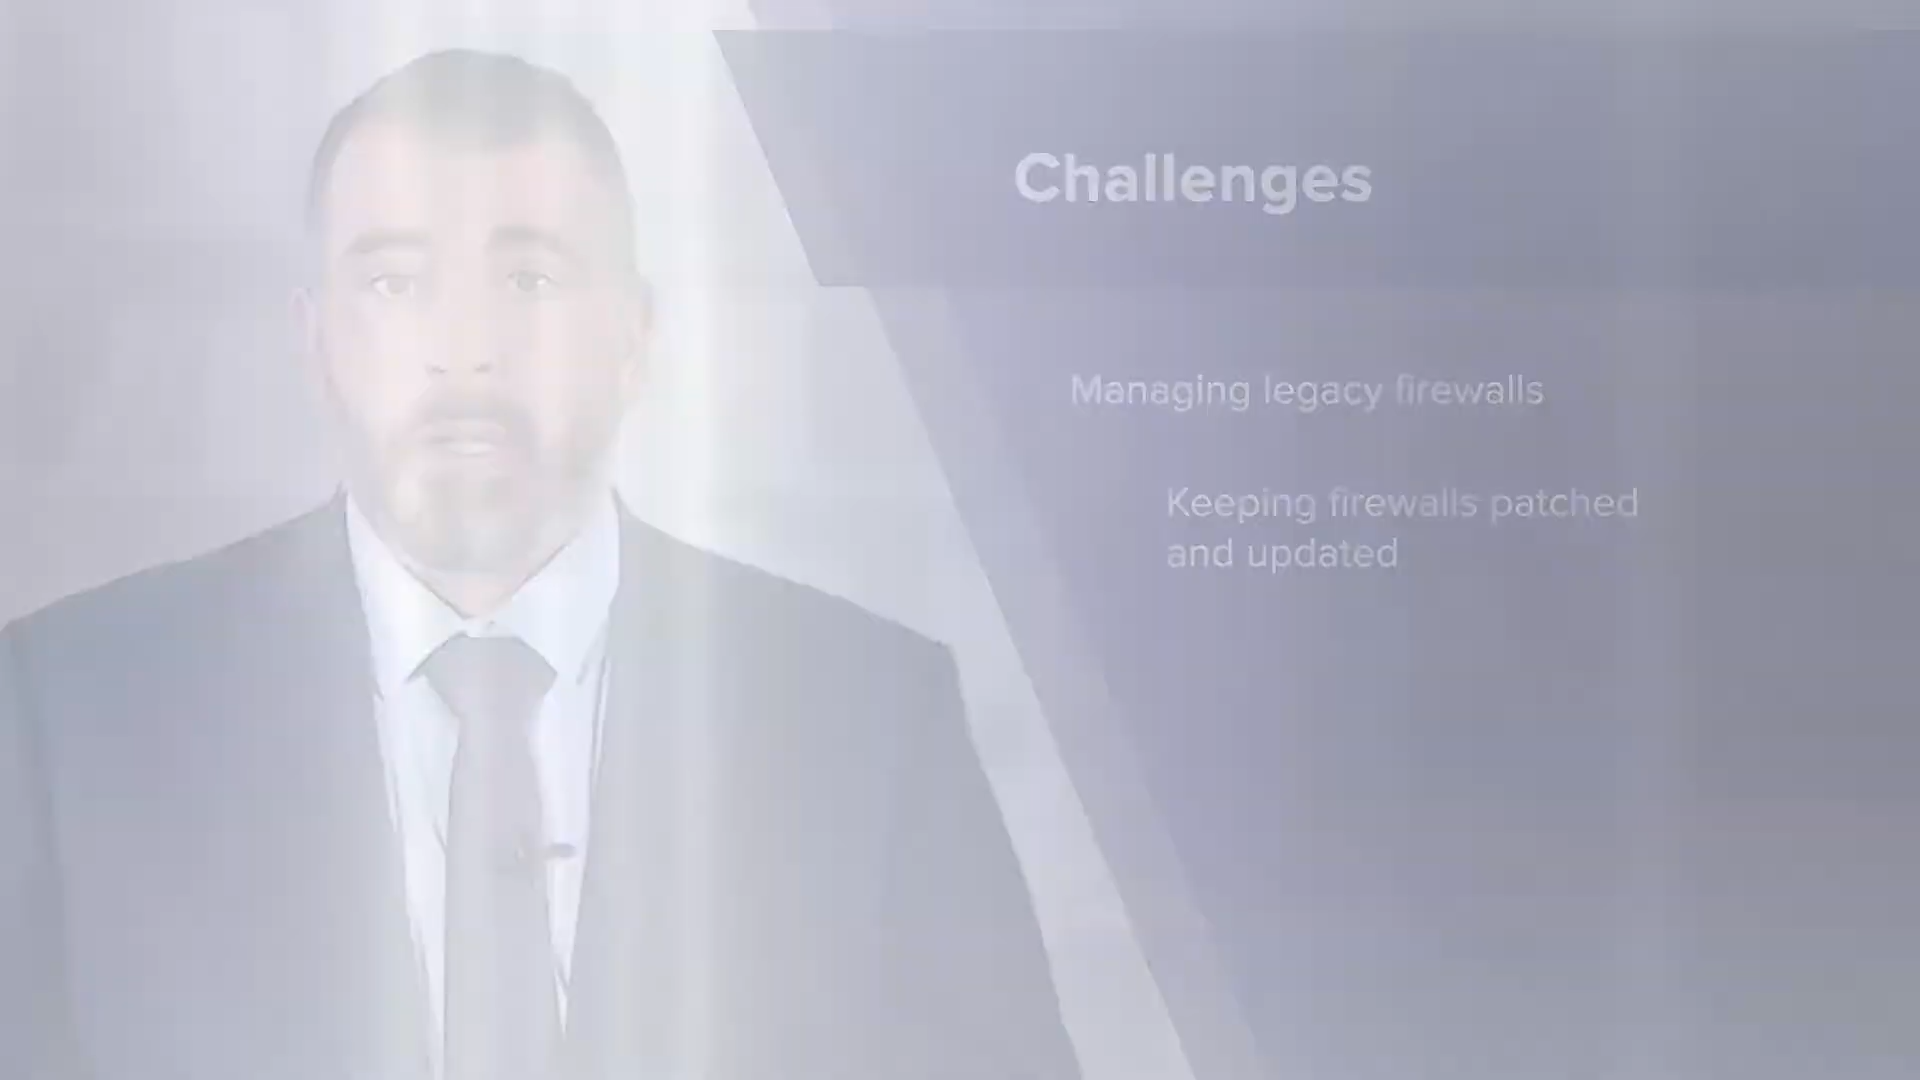 Challenges
Managing legacy firewalls
Keeping firewalls patched
and updated